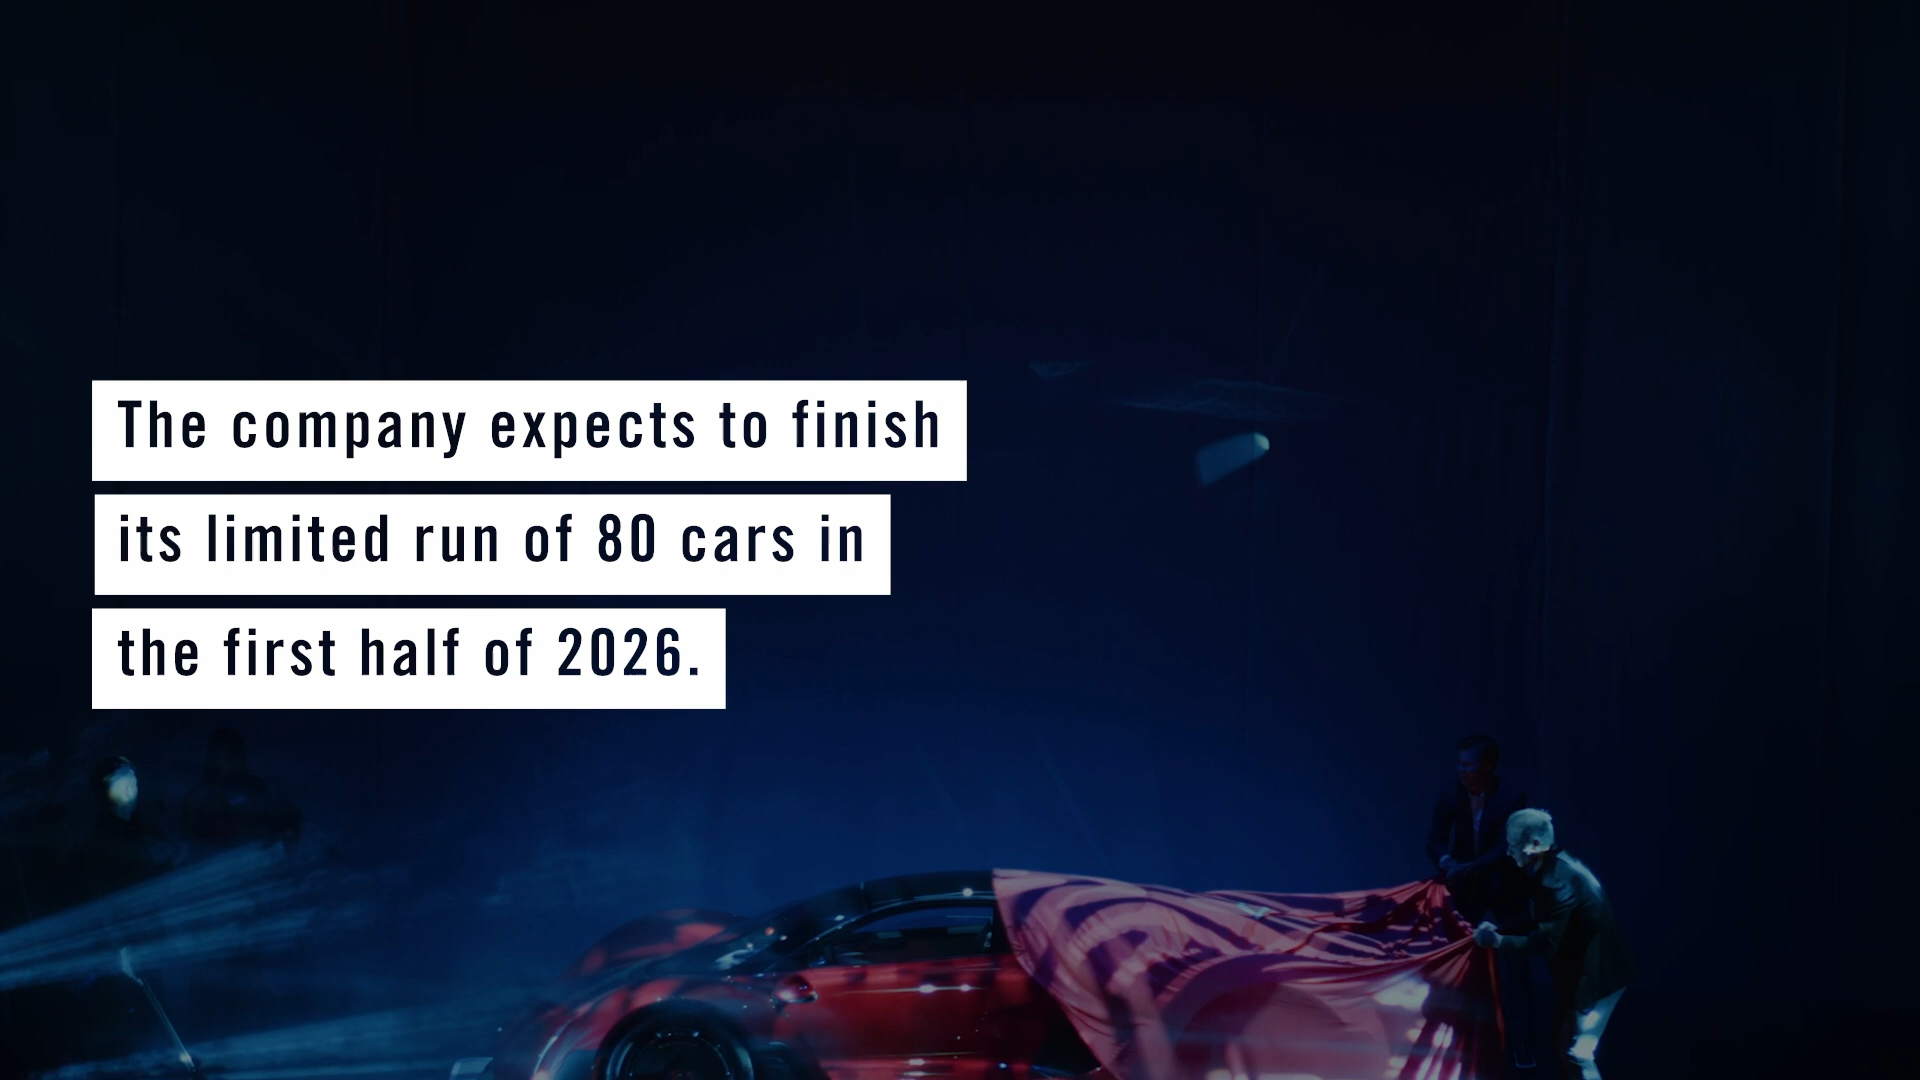 The company expects to finish
its limited run of 80 cars in
the first half of 2026.